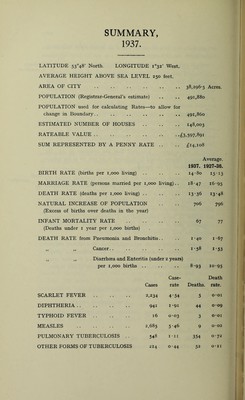 SUMMARY,
1937.
LATITUDE 53°48' North. LONGITUDE 1°32' West.
AVERAGE HEIGHT ABOVE SEA LEVEL 250 feet.
AREA OF CITY .. .. .. .. .. .. 38,296·5 Acres.
POPULATION (Registrar-General's estimate) .. .. 491,880
POPULATION used for calculating Rates—to allow for
change in Boundary .. .. .. .. .. 491,860
ESTIMATED NUMBER OF HOUSES .. .. .. 148,003
RATEABLE VALUE .. .. .. .. .. .. £3,597,891
SUM REPRESENTED BY A PENNY RATE .. .. £14,108
Average.
1937. 1927-36.
BIRTH RATE (births per 1,000 living) .. .. .. 14·80 15·15
MARRIAGE RATE (persons married per 1,000 living) .. 18·47 16·95
DEATH RATE (deaths per 1,000 living) .. .. .. 13·36 13·48
NATURAL INCREASE OF POPULATION .. .. 706 796
(Excess of births over deaths in the year)
INFANT MORTALITY RATE .. .. .. .. 67 77
(Deaths under 1 year per 1,000 births)
DEATH RATE from Pneumonia and Bronchitis .. .. 1·40 1·67
„ „ Cancer .. .. .. .. .. 1·58 1·53
„ „ Diarrhœa and Enteritis (under 2 years)
per 1,000 births .. .. .. 8·93 10·93
Case- Death
Cases rate Deaths. rate.
SCARLET FEVER .. .. .. 2,234 4·54 5 0·01
DIPHTHERIA .. .. .. .. 941 1·91 44 0·09
TYPHOID FEVER .. .. .. 16 0·03 3 0·01
MEASLES .. .. .. .. 2,683 5·46 9 0·02
PULMONARY TUBERCULOSIS .. 548 1·11 354 0·72
OTHER FORMS OF TUBERCULOSIS 214 0·44 52 0·11